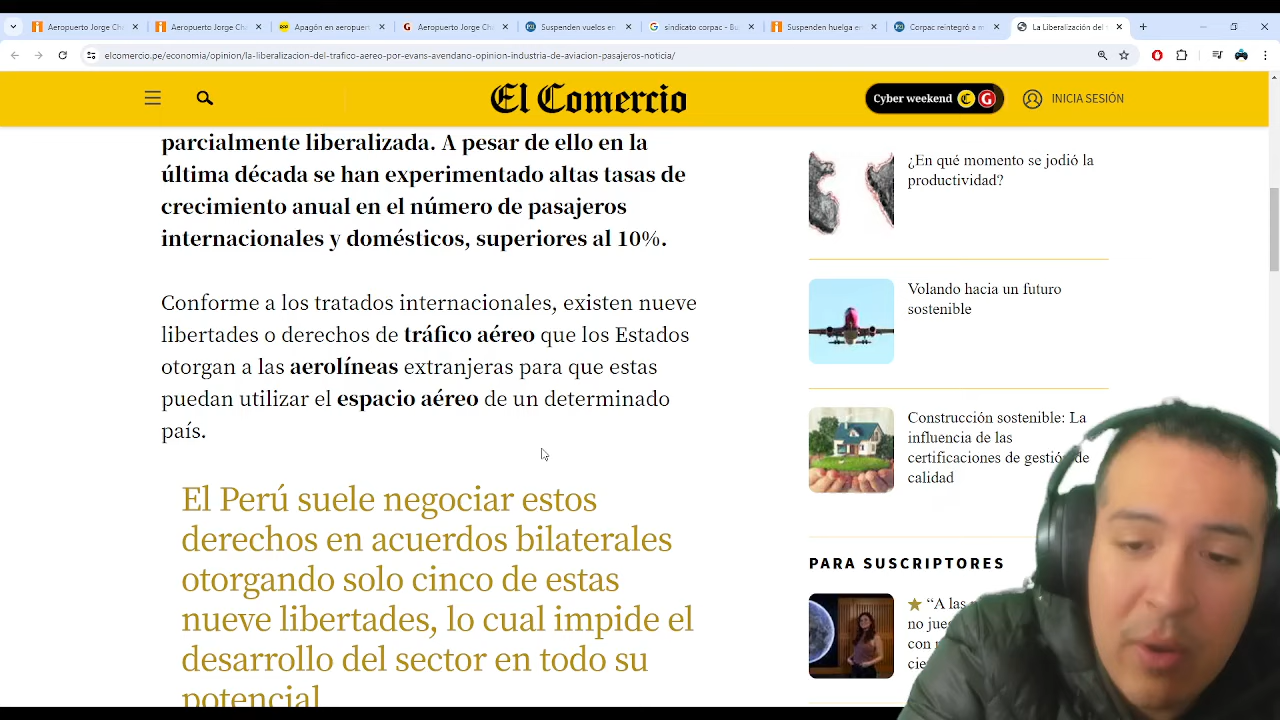 Aeropuerto Jorge Ch
Aeropuerto Jorge Ch
RPP
Apagón en aeropuert
Aeropuerto Jorge Ch
Suspenden vuelos en
sindicato corpac - Bu
Suspenden huelga en
Corpac reintegró a m
La Liberalización del
elcomercio.pe/economia/opinion/la-liberalizacion-del-trafico-aereo-por-evans-avendano-opinion-industria-de-aviacion-pasajeros-noticia/
El Comercio
Cyber weekend
INICIA SESIÓN
parcialmente liberalizada. A pesar de ello en la
última década se han experimentado altas tasas de
crecimiento anual en el número de pasajeros
internacionales y domésticos, superiores al 10%.
Conforme a los tratados internacionales, existen nueve
libertades o derechos de tráfico aéreo que los Estados
otorgan a las aerolíneas extranjeras para que estas
puedan utilizar el espacio aéreo de un determinado
país.
El Perú suele negociar estos
derechos en acuerdos bilaterales
otorgando solo cinco de estas
nueve libertades, lo cual impide el
desarrollo del sector en todo su
potencial
¿En qué momento se jodió la
productividad?
Volando hacia un futuro
sostenible
Construcción sostenible: La
influencia de las
certificaciones de gestión de
calidad
PARA SUSCRIPTORES
“A las
no jue
con
cie